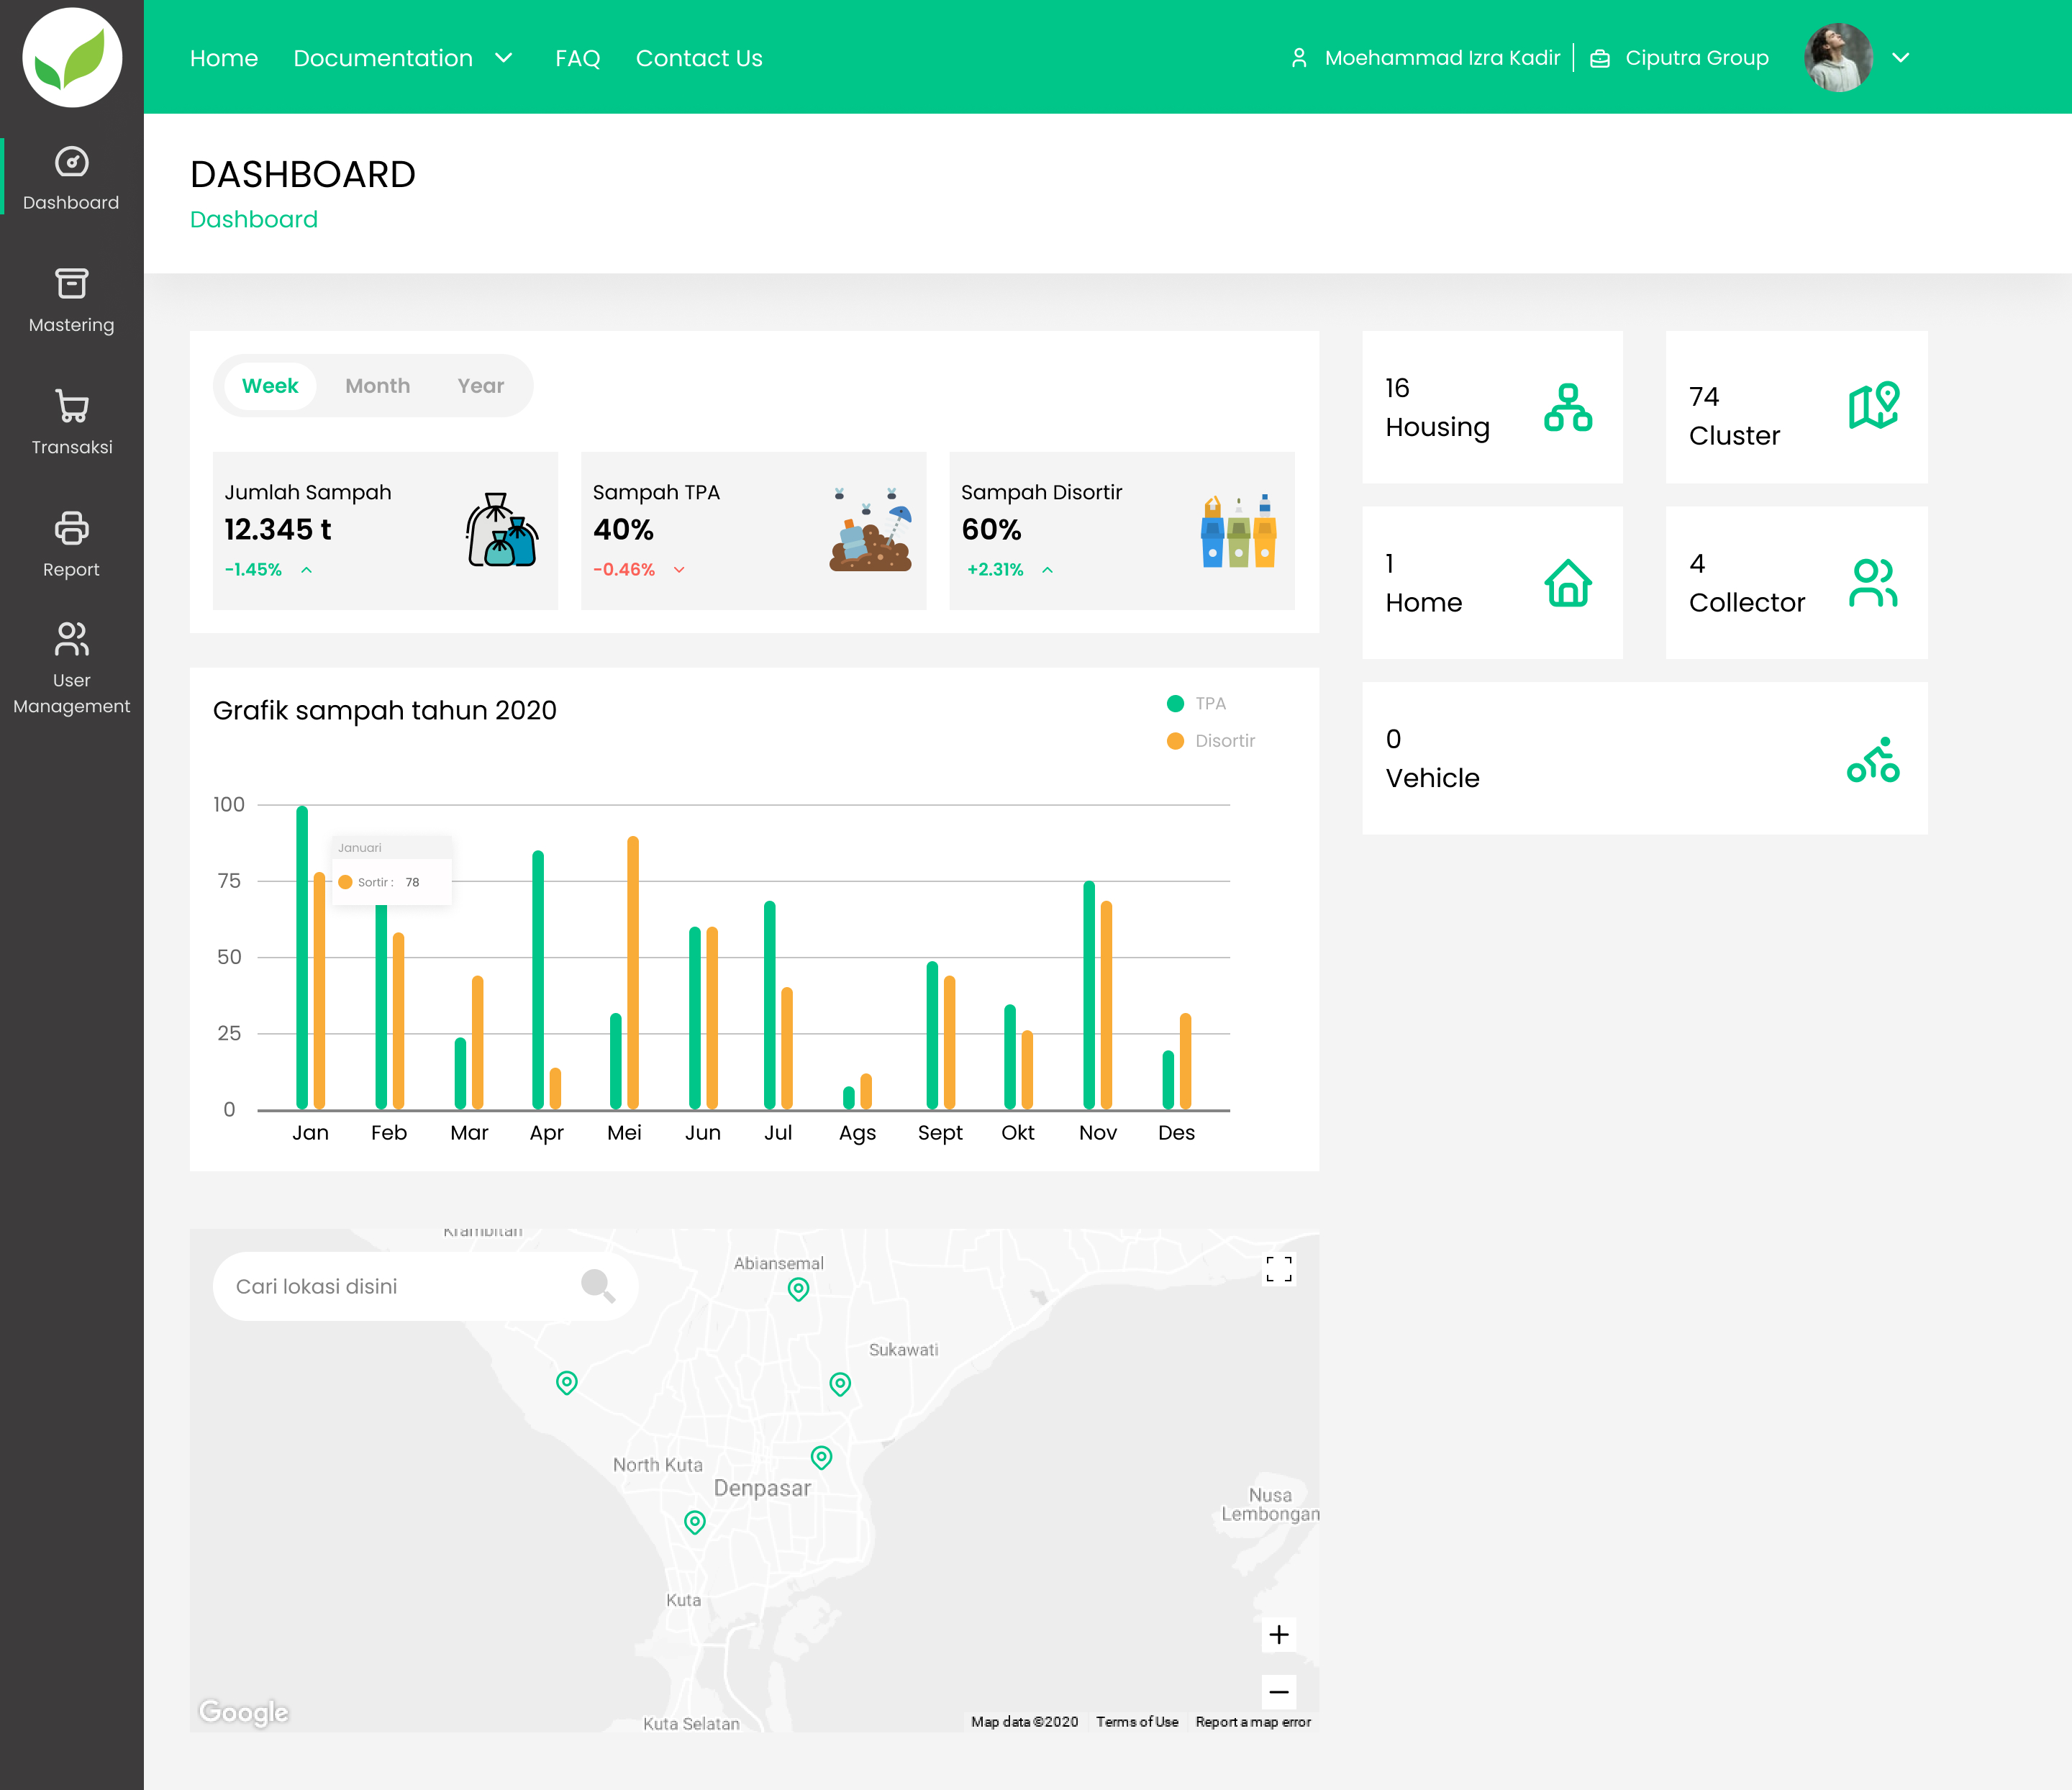 Home Documentation FAQ Contact Us Moehammad Izra Kadir Ciputra Group
Dashboard
Mastering
Transaksi
Report
User
Management
DASHBOARD
Dashboard
Week Month Year
Jumlah Sampah
12.345 t
-1.45%
Sampah TPA
40%
-0.46%
Sampah Disortir
60%
+2.31%
16
Housing
74
Cluster
1
Home
4
Collector
0
Vehicle
Grafik sampah tahun 2020
TPA
Disortir
100
75
50
25
0
Januari
Sortir : 78
Jan Feb Mar Apr Mei Jun Jul Ags Sept Okt Nov Des
Krambitan
Cari lokasi disini
Abiansemal
Sukawati
North Kuta
Denpasar
Nusa
Lembongan
Kuta
Kuta Selatan
Google
Map data ©2020 Terms of Use Report a map error